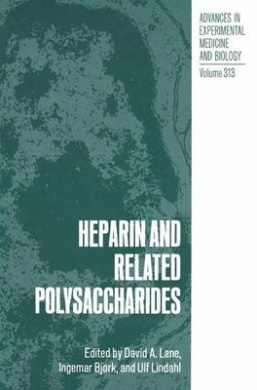 ADVANCES IN
EXPERIMENTAL
MEDICINE
AND BIOLOGY
Volume 313
HEPARIN AND
RELATED
POLYSACCHARIDES
Edited by David A. Lane,
Ingemar Björk, and Ulf Lindahl